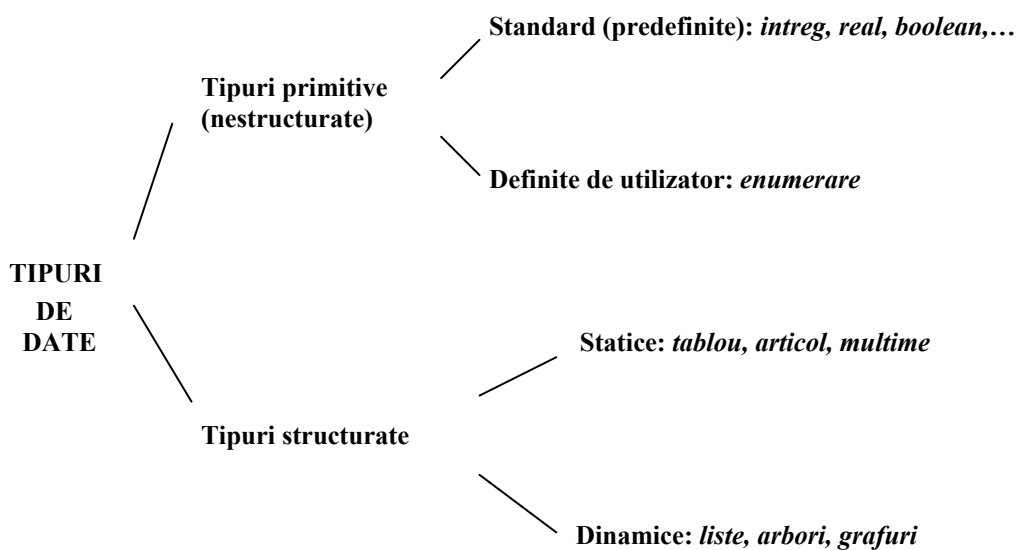 Standard (predefinite): intreg, real, boolean,…
Tipuri primitive
(nestructurate)
Definite de utilizator: enumerare
TIPURI
DE
DATE
Statice: tablou, articol, multime
Tipuri structurate
Dinamice: liste, arbori, grafuri